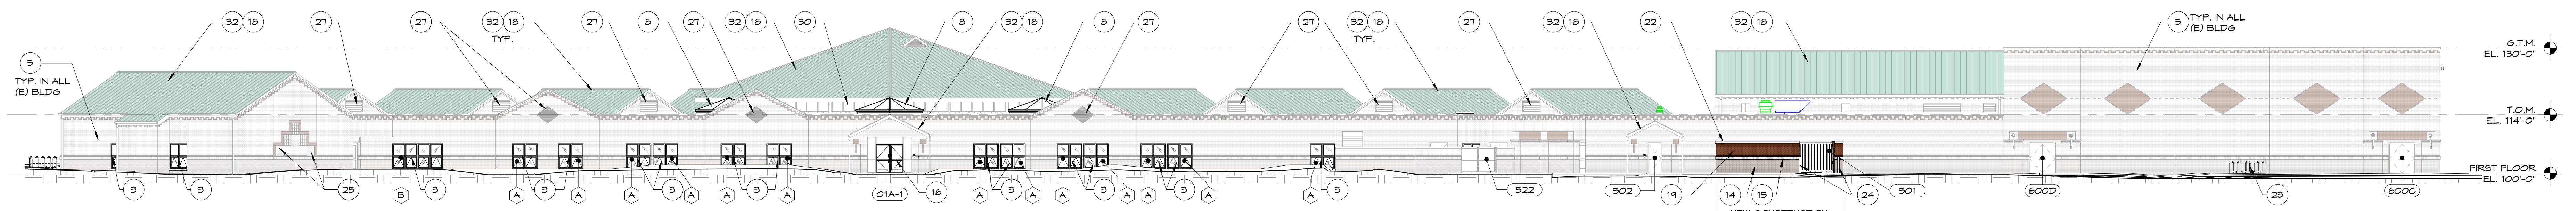 32 18 27 27 32 18 27 8 27 32 18 30 8 32 18 8 27 27 32 18 27 32 18 22 32 18 5 TYP. IN ALL
(E) BLDG
TYP. TYP.
G.T.M.
EL. 130'-0"
5
TYP. IN ALL
(E) BLDG
T.O.M.
EL. 114'-0"
FIRST FLOOR
EL. 100'-0"
3 3 25 B 3 A 3 A A 3 A A 3 A 01A-1 16 A 3 A A 3 A A 3 A A 3 522 502 19 14 15 24 501 600D 23 600C
NEW CONSTRUCTION